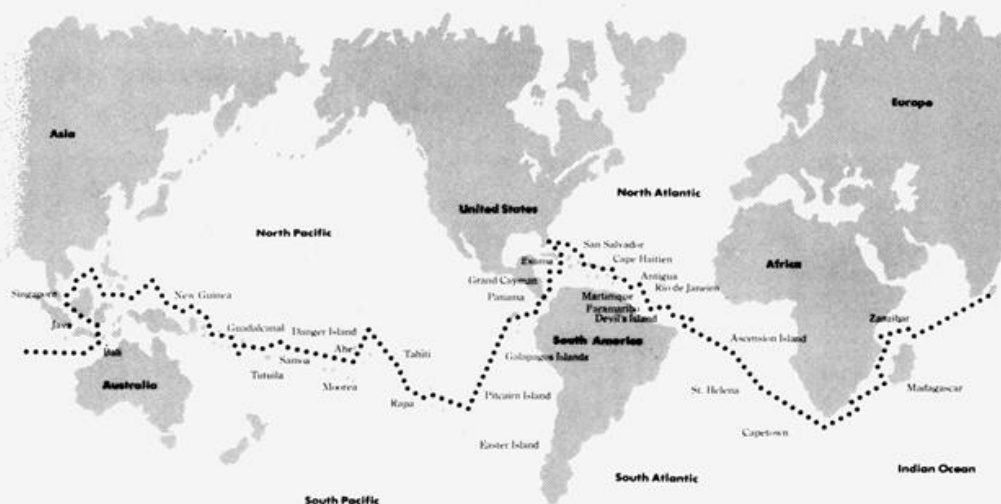 Europe
Asia
North Atlantic
United States
North Pacific
San Salvador
Exuma
Cape Haitien
Africa
Grand Cayman
Antigua
Rio de Janeiro
Singapore
New Guinea
Panama
Martinique
Paramaribo
Devil's Island
Zanzibar
Java
Guadalcanal
Danger Island
South America
Ascension Island
Bali
Samoa
Ahe
Tahiti
Galapagos Islands
Tutuila
Australia
Moorea
Madagascar
St. Helena
Rapa
Pitcairn Island
Capetown
Easter Island
Indian Ocean
South Atlantic
South Pacific